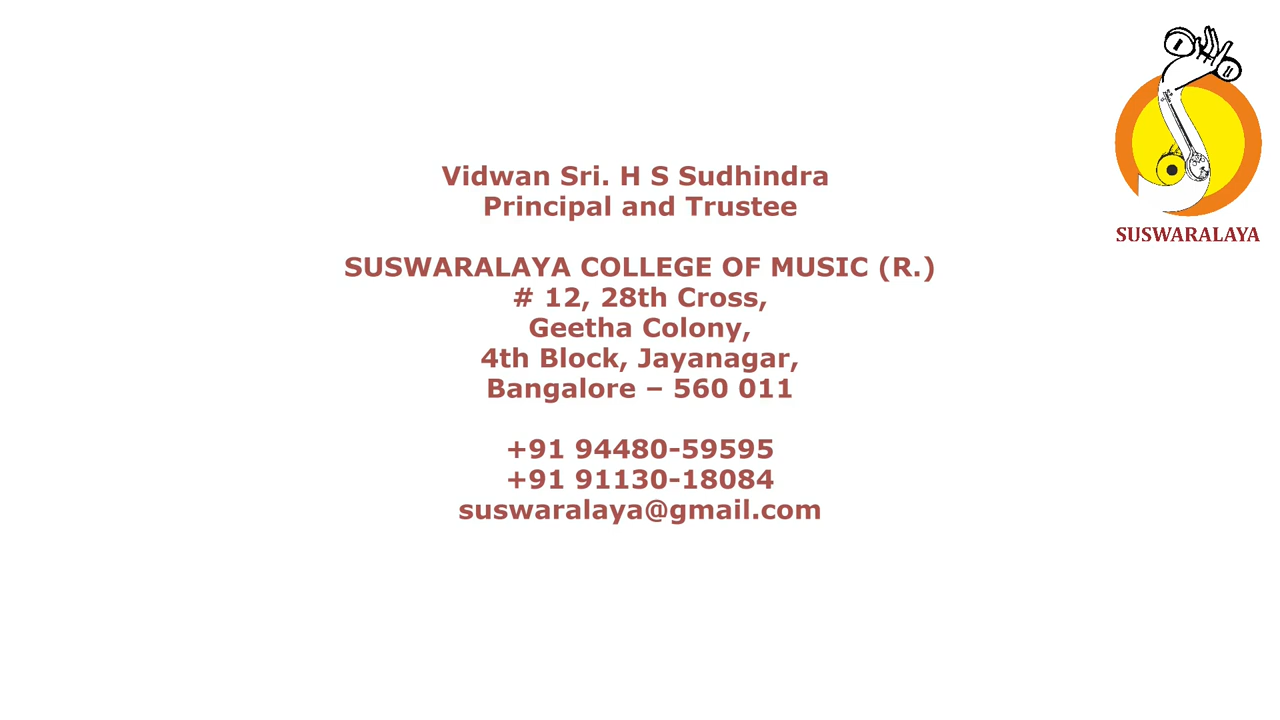 Vidwan Sri. H S Sudhindra
Principal and Trustee
SUSWARALAYA COLLEGE OF MUSIC (R.)
# 12, 28th Cross,
Geetha Colony,
4th Block, Jayanagar,
Bangalore – 560 011
+91 94480-59595
+91 91130-18084
suswaralaya@gmail.com
SUSWARALAYA